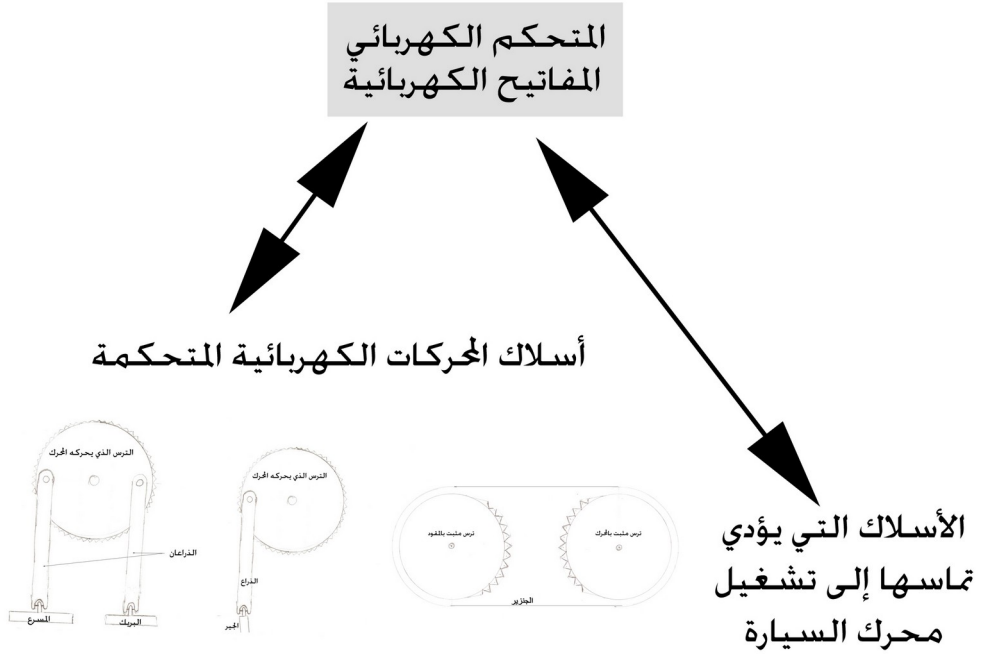 المتحكم الكهربائي
المفاتيح الكهربائية
أسلاك المحركات الكهربائية المتحكمة
الترس الذي يحركه المحرك
الذراعان
المسرع
البريك
الترس الذي يحركه المحرك
الذراع
الجير
ترس مثبت بالمقود
ترس مثبت بالمحرك
الجنزير
الأسلاك التي يؤدي
تماسها إلى تشغيل
محرك السيارة